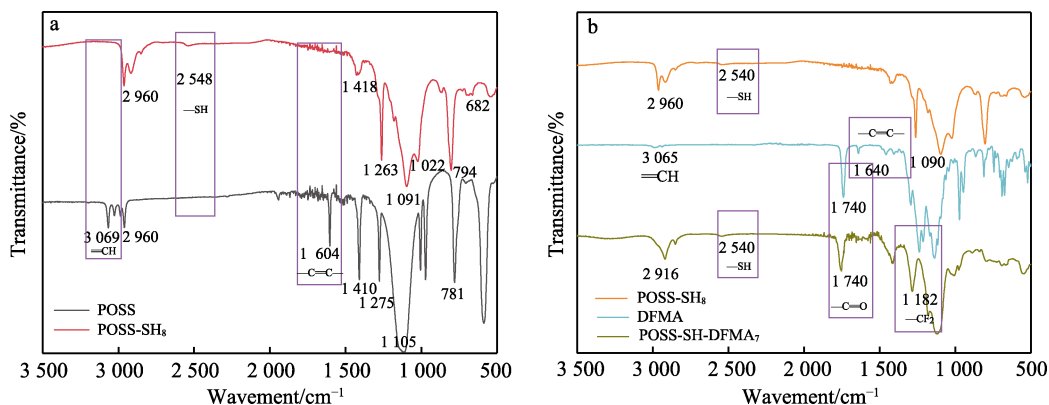 a
2 960
2 548
—SH
1 418
1 263
1 091
1 022
794
682
3 069
═CH
2 960
1 604
—C═C—
1 410
1 275
1 105
781
POSS
POSS-SH₈
Transmittance/%
3 500
3 000
2 500
2 000
1 500
1 000
500
Wavement/cm⁻¹
b
2 960
2 540
—SH
1 090
3 065
═CH
—C═C—
1 640
1 740
2 916
2 540
—SH
1 740
—C═O
1 182
—CF₂
POSS-SH₈
DFMA
POSS-SH-DFMA₇
Transmittance/%
3 500
3 000
2 500
2 000
1 500
1 000
500
Wavement/cm⁻¹